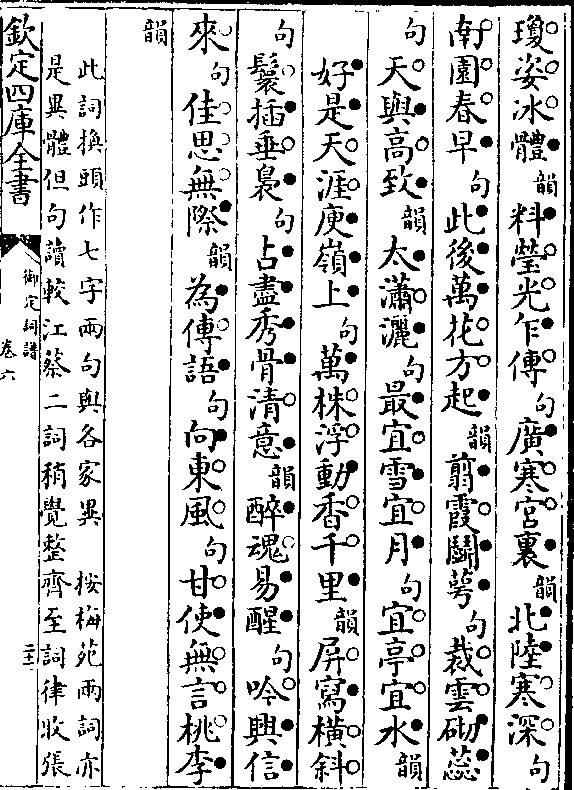 瓊姿冰體韻料瑩光乍傳句廣寒宮裏韻北陸寒深句
南園春早句此後萬花方起韻翦霞鬬萼句裁雲砌蕊
句天與高致韻太瀟灑句最宜雪宜月句宜亭宜水韻
好是天涯庾嶺上句萬株浮動香千里韻屏寫橫斜
句鬟插垂裊句占盡秀骨清意韻醉魂易醒句吟興信
來句佳思無際韻為傳語句向東風句甘使無言桃李
韻
此詞換頭作七字兩句與各家異 按梅苑兩詞亦
是異體但句讀較江蔡二詞稍覺整齊至詞律收張
欽定四庫全書
御定詞譜
卷六
二十二